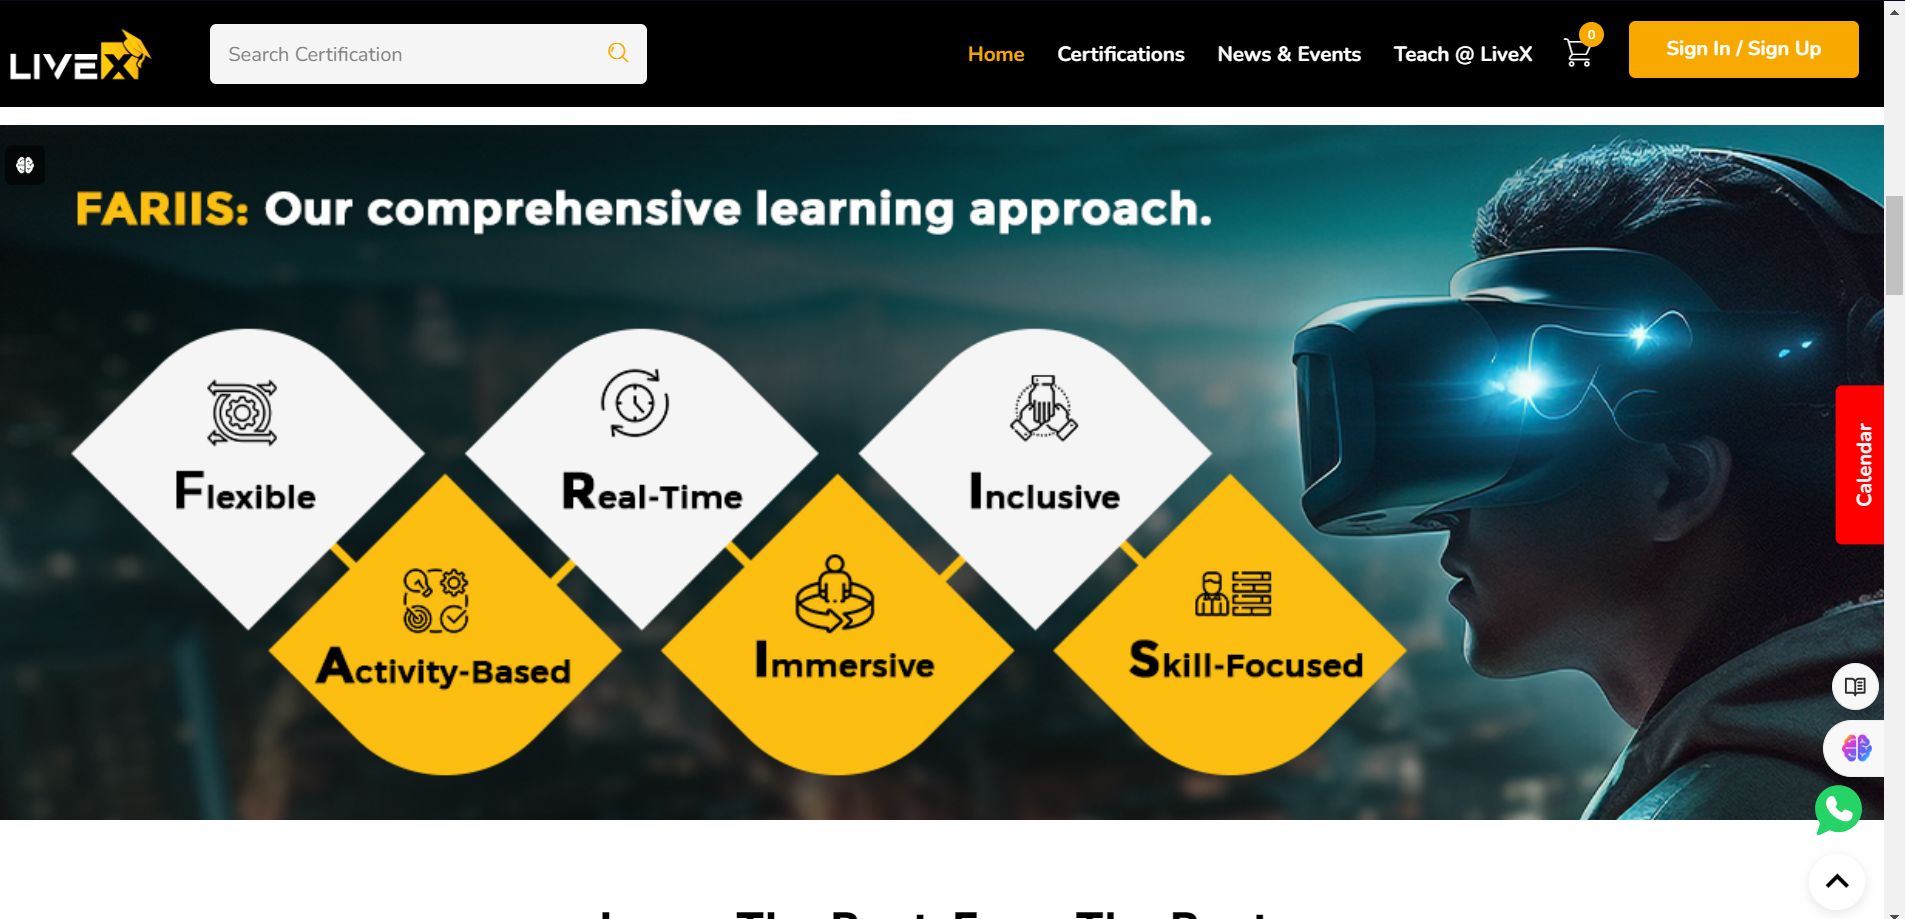 LIVEX
Search Certification
Home
Certifications
News & Events
Teach @ LiveX
0
Sign In / Sign Up
FARIIS: Our comprehensive learning approach.
Flexible
Real-Time
Inclusive
Activity-Based
Immersive
Skill-Focused
Calendar